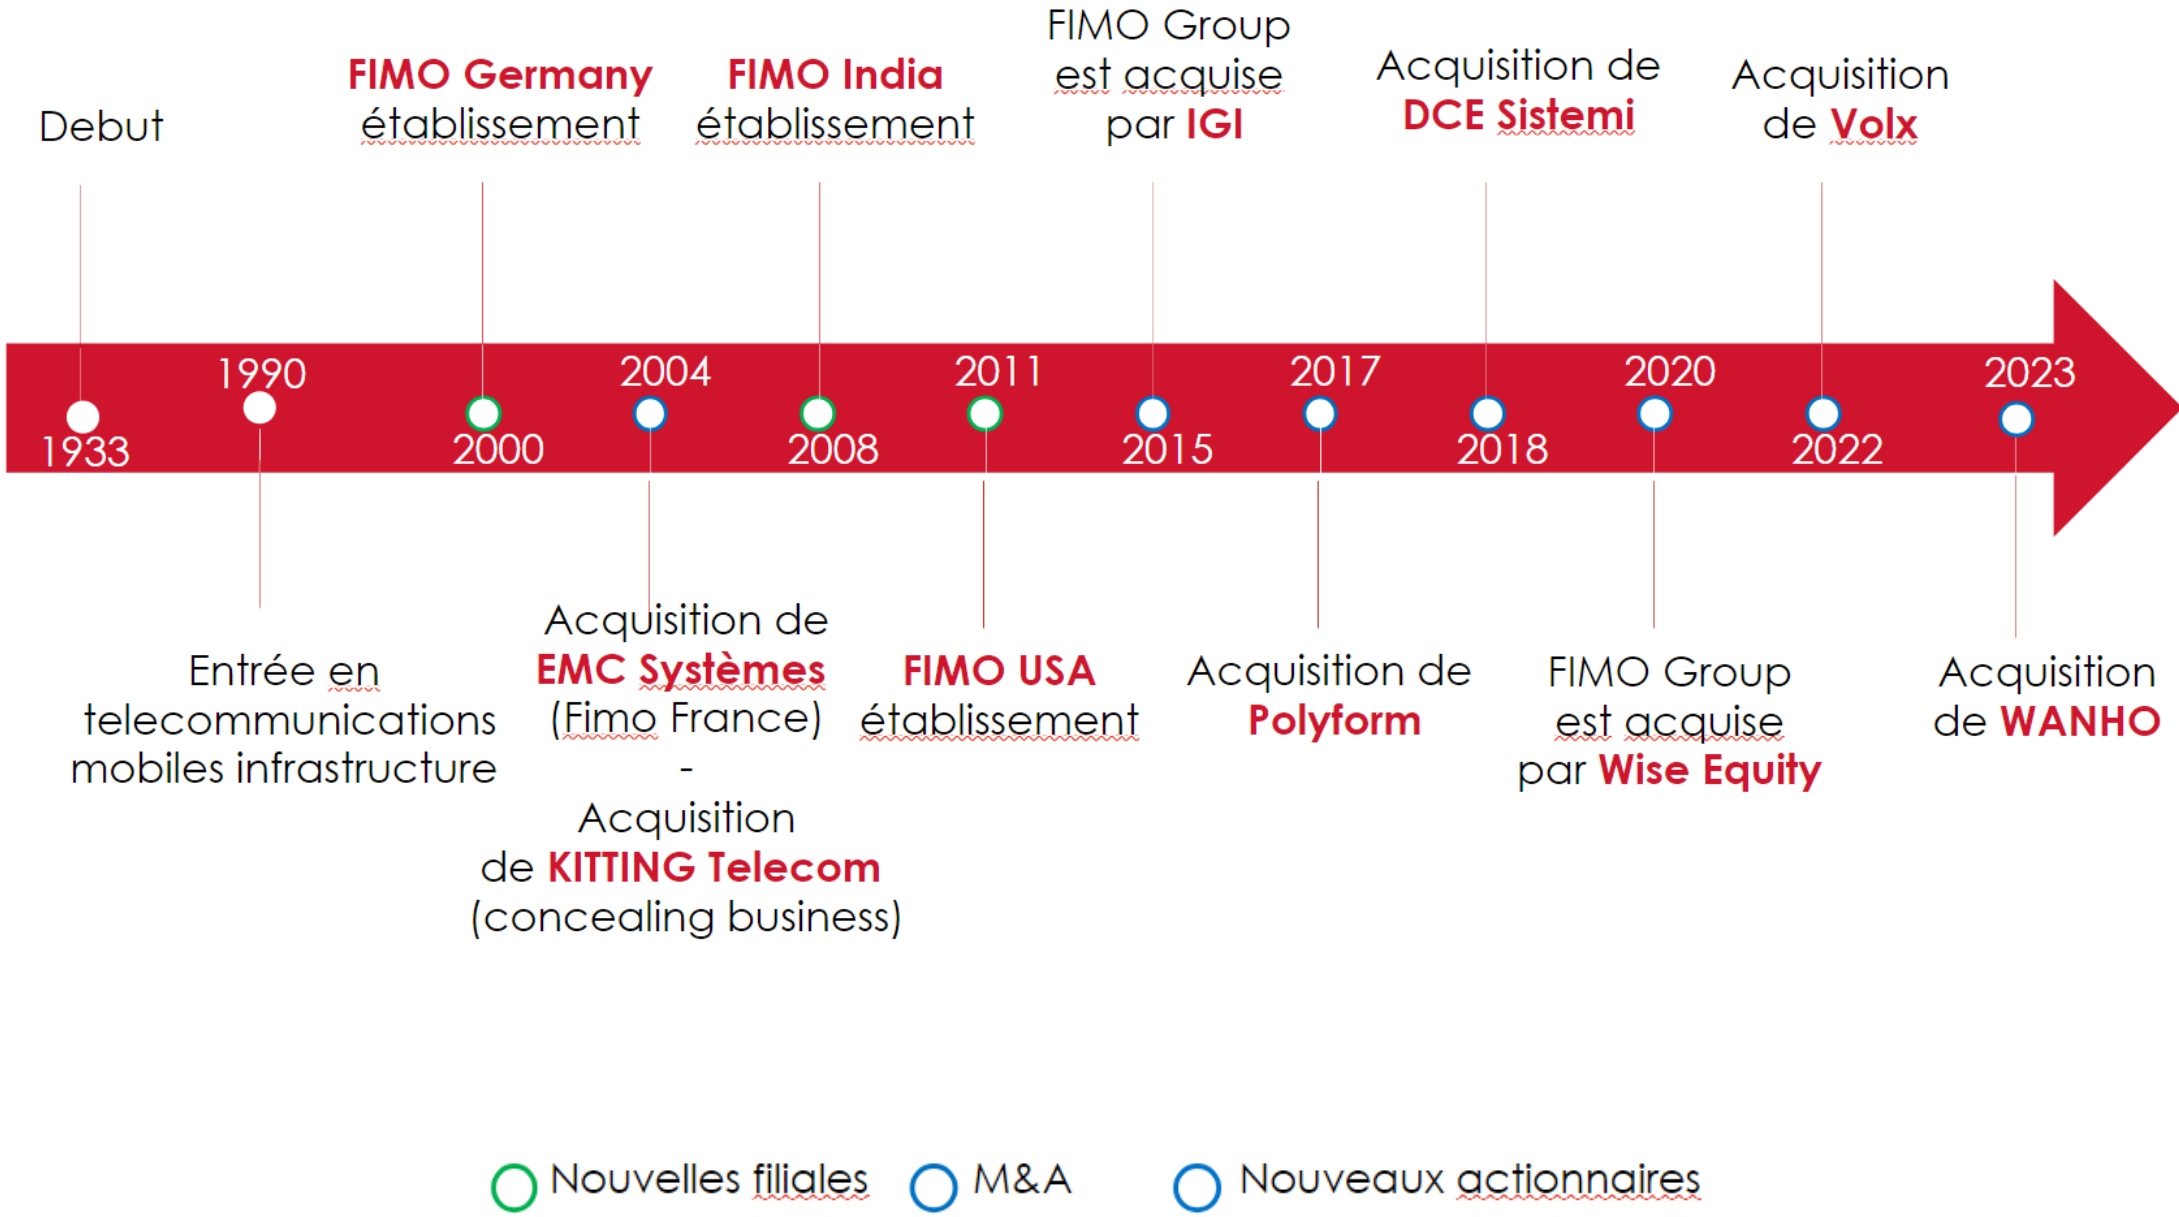 Debut
FIMO Germany
établissement
FIMO India
établissement
FIMO Group
est acquise
par IGI
Acquisition de
DCE Sistemi
Acquisition
de Volx
1933
1990
2000
2004
2008
2011
2015
2017
2018
2020
2022
2023
Entrée en
telecommunications
mobiles infrastructure
Acquisition de
EMC Systèmes
(Fimo France)
-
Acquisition
de KITTING Telecom
(concealing business)
FIMO USA
établissement
Acquisition de
Polyform
FIMO Group
est acquise
par Wise Equity
Acquisition
de WANHO
Nouvelles filiales
M&A
Nouveaux actionnaires